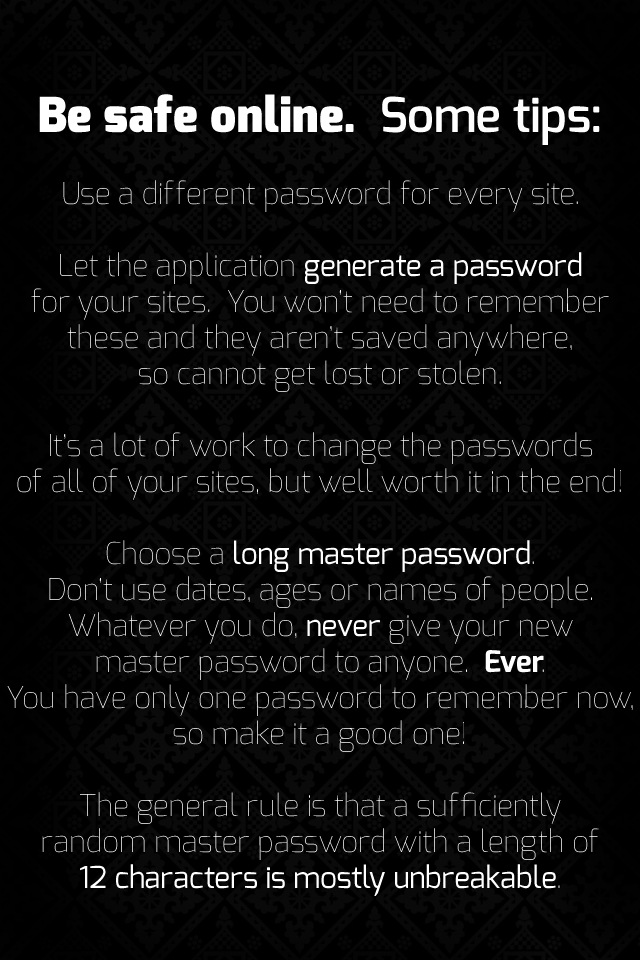 Be safe online.  Some tips:
Use a different password for every site.
Let the application generate a password
for your sites.  You won't need to remember
these and they aren't saved anywhere,
so cannot get lost or stolen.
It's a lot of work to change the passwords
of all of your sites, but well worth it in the end!
Choose a long master password.
Don't use dates, ages or names of people.
Whatever you do, never give your new
master password to anyone.  Ever.
You have only one password to remember now,
so make it a good one!
The general rule is that a sufficiently
random master password with a length of
12 characters is mostly unbreakable.